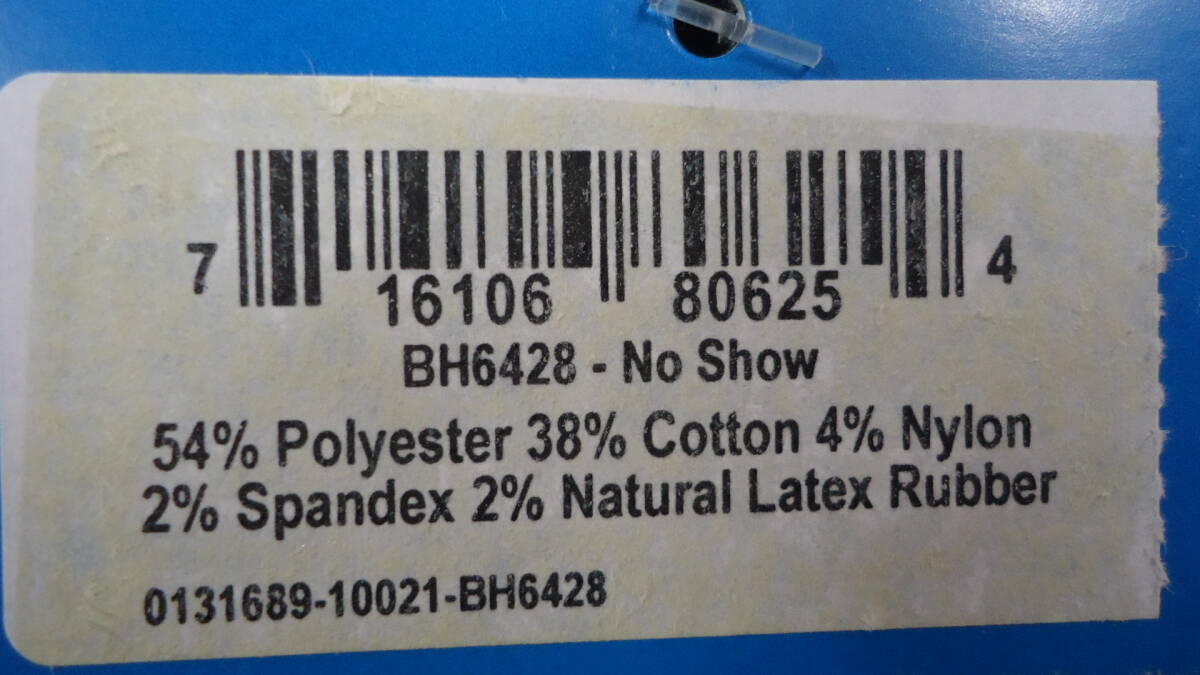 7 16106 80625 4
BH6428 - No Show
54% Polyester 38% Cotton 4% Nylon
2% Spandex 2% Natural Latex Rubber
0131689-10021-BH6428